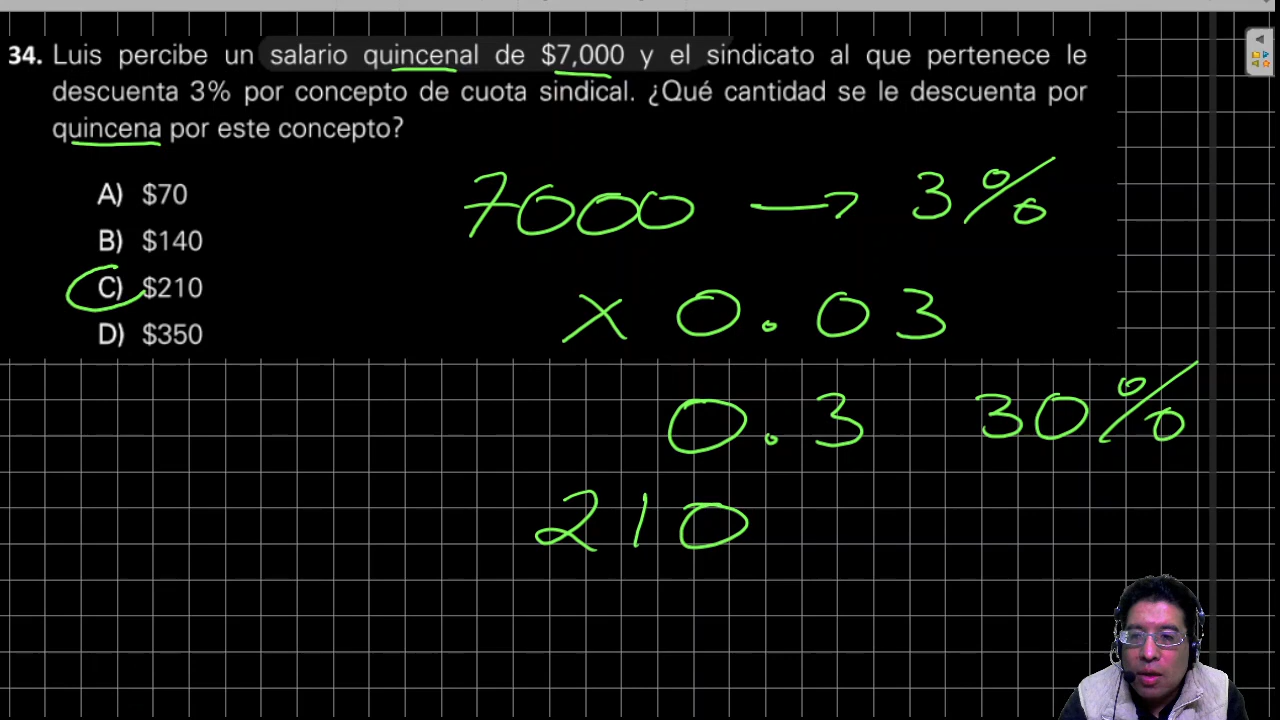 34. Luis percibe un salario quincenal de $7,000 y el sindicato al que pertenece le
descuenta 3% por concepto de cuota sindical. ¿Qué cantidad se le descuenta por
quincena por este concepto?
A) $70
B) $140
C) $210
D) $350
7000 → 3%
x 0.03
0.3 30%
210